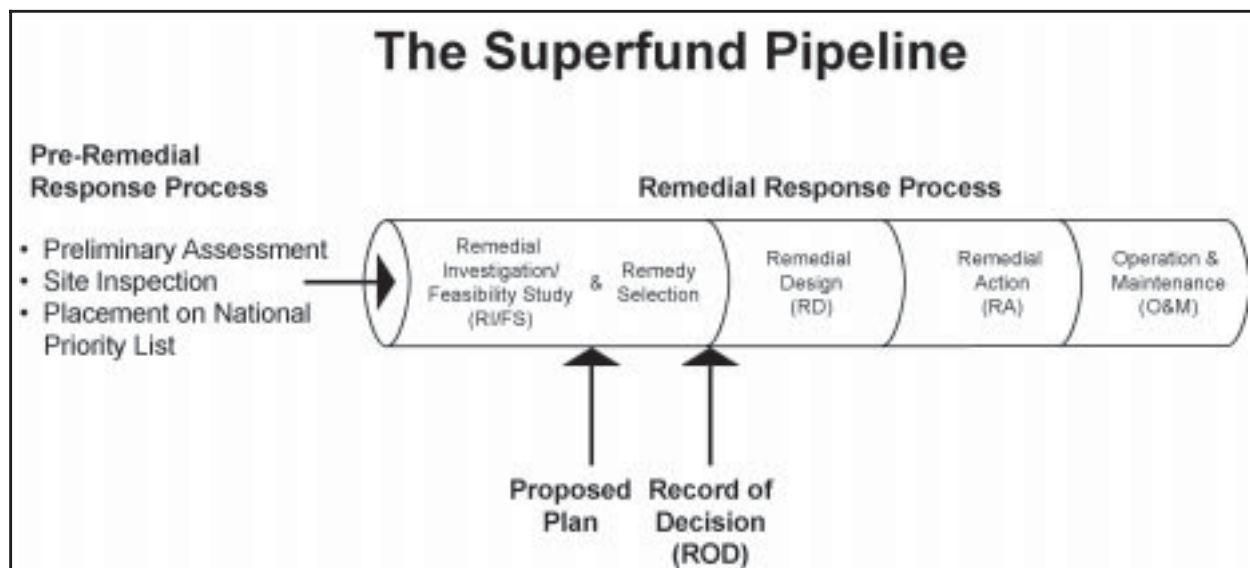 The Superfund Pipeline
Pre-Remedial
Response Process
• Preliminary Assessment
• Site Inspection
• Placement on National
Priority List
Remedial Response Process
Remedial
Investigation/
Feasibility Study
(RI/FS)
&
Remedy
Selection
Remedial
Design
(RD)
Remedial
Action
(RA)
Operation &
Maintenance
(O&M)
Proposed
Plan
Record of
Decision
(ROD)